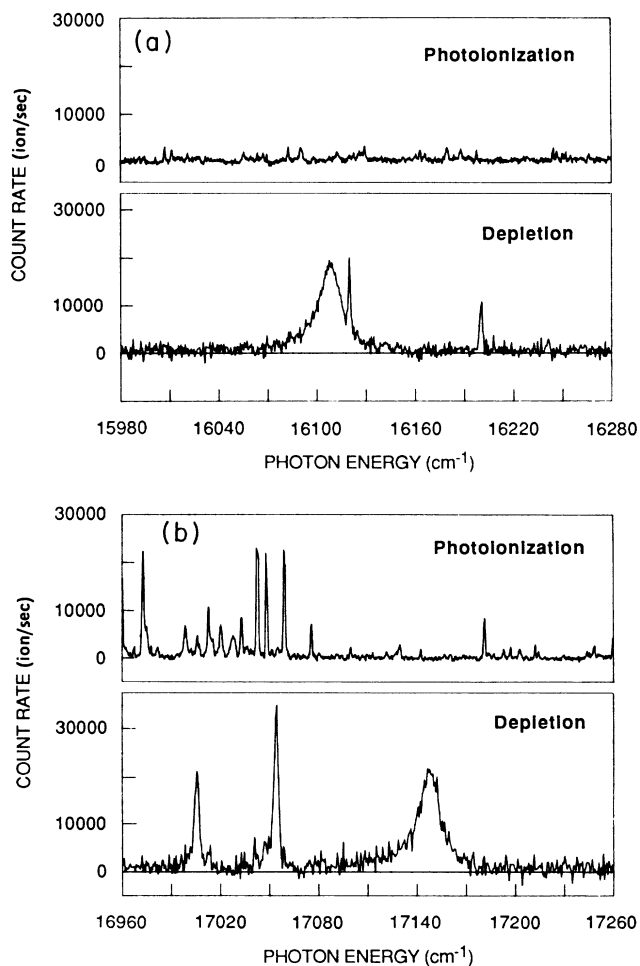 (a)
30000
Photoionization
10000
0
COUNT RATE (ion/sec)
30000
Depletion
10000
0
15980 16040 16100 16160 16220 16280
PHOTON ENERGY (cm-1)
(b)
30000
Photoionization
10000
0
COUNT RATE (ion/sec)
30000
Depletion
10000
0
16960 17020 17080 17140 17200 17260
PHOTON ENERGY (cm-1)